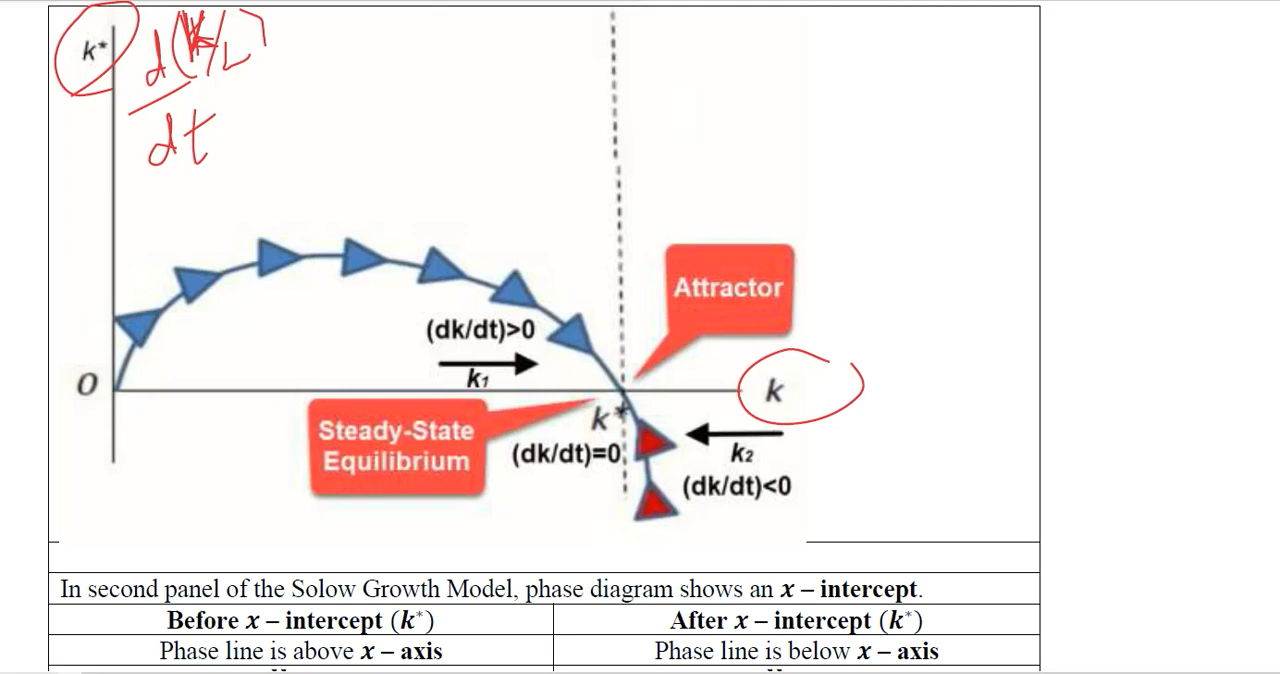 k*
d(K/L)
dt
Attractor
(dk/dt)>0
k₁
O
k
k*
Steady-State
Equilibrium
(dk/dt)=0
k₂
(dk/dt)<0
In second panel of the Solow Growth Model, phase diagram shows an x – intercept.
Before x – intercept (k*)
After x – intercept (k*)
Phase line is above x – axis
Phase line is below x – axis